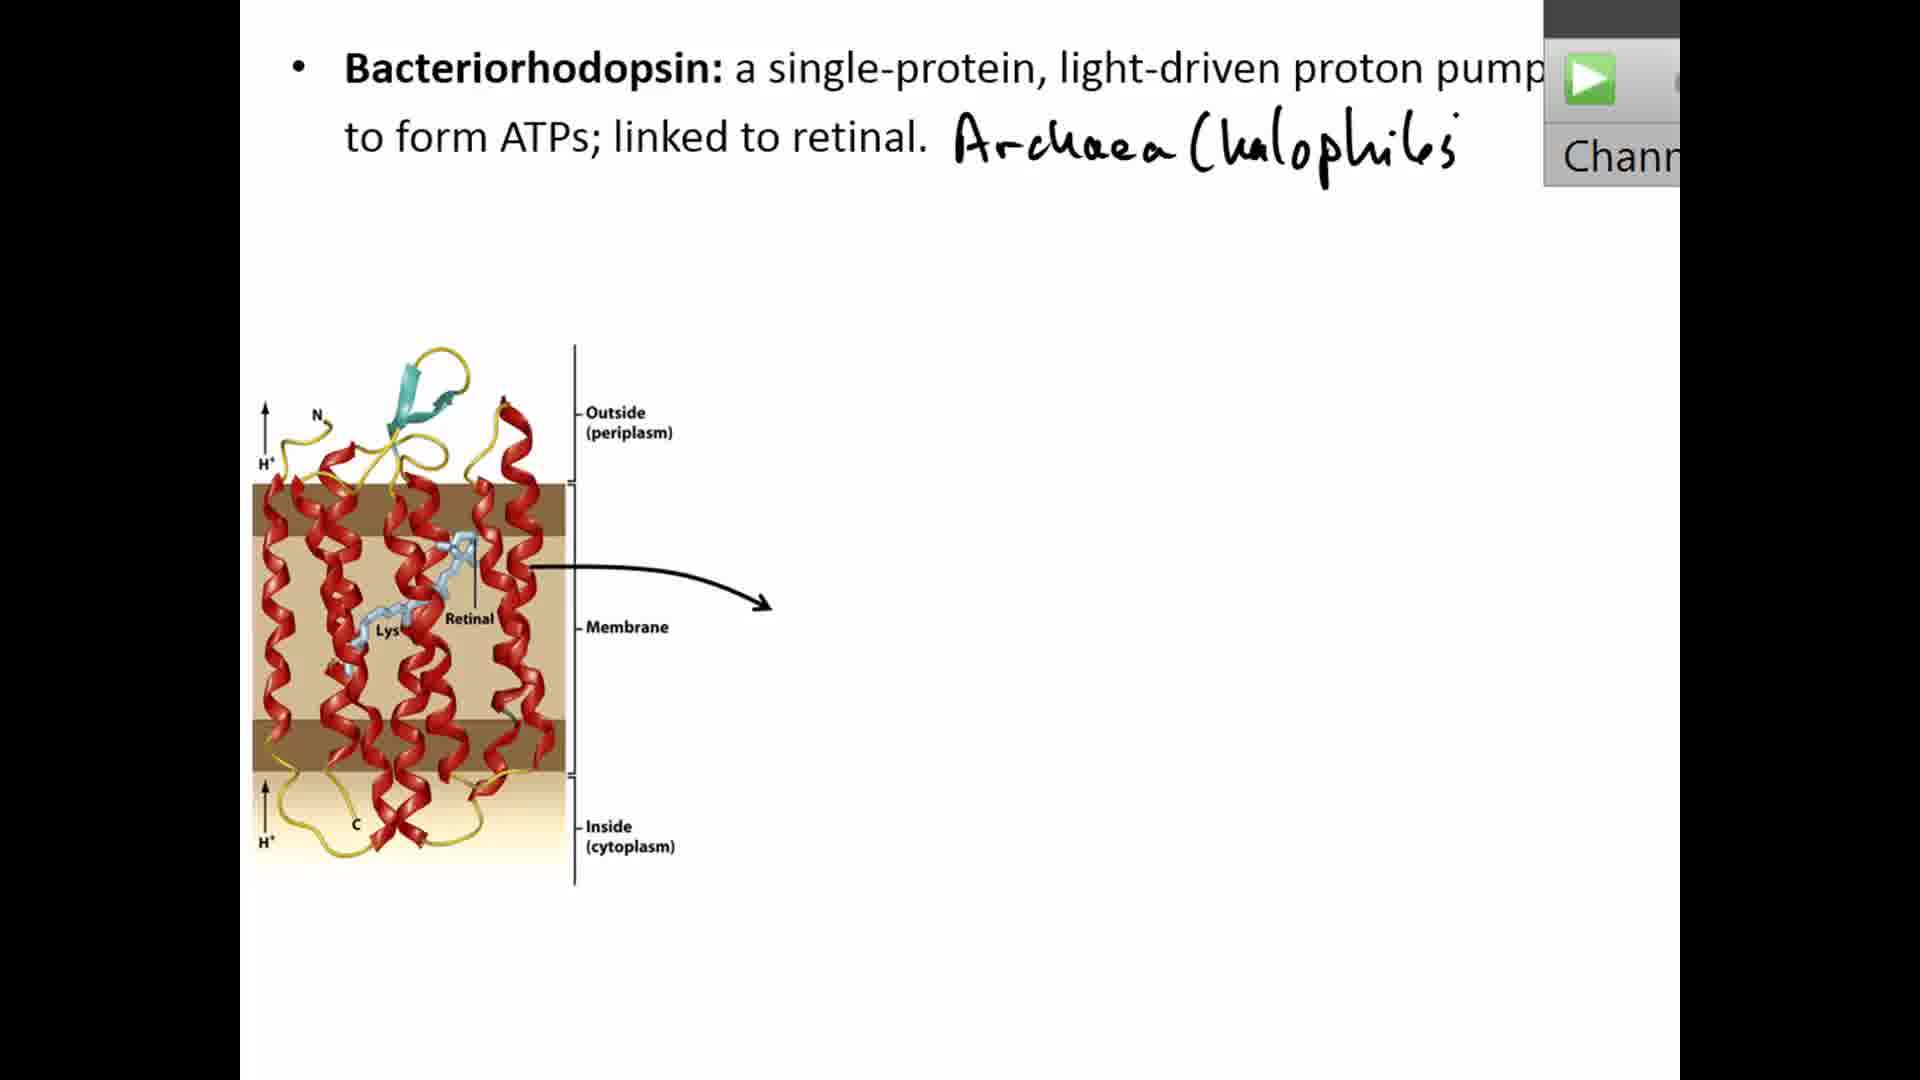 • Bacteriorhodopsin: a single-protein, light-driven proton pump
to form ATPs; linked to retinal. Archaea (halophiles
Chann
Outside
(periplasm)
N
H⁺
Retinal
Lys
Membrane
Inside
(cytoplasm)
C
H⁺